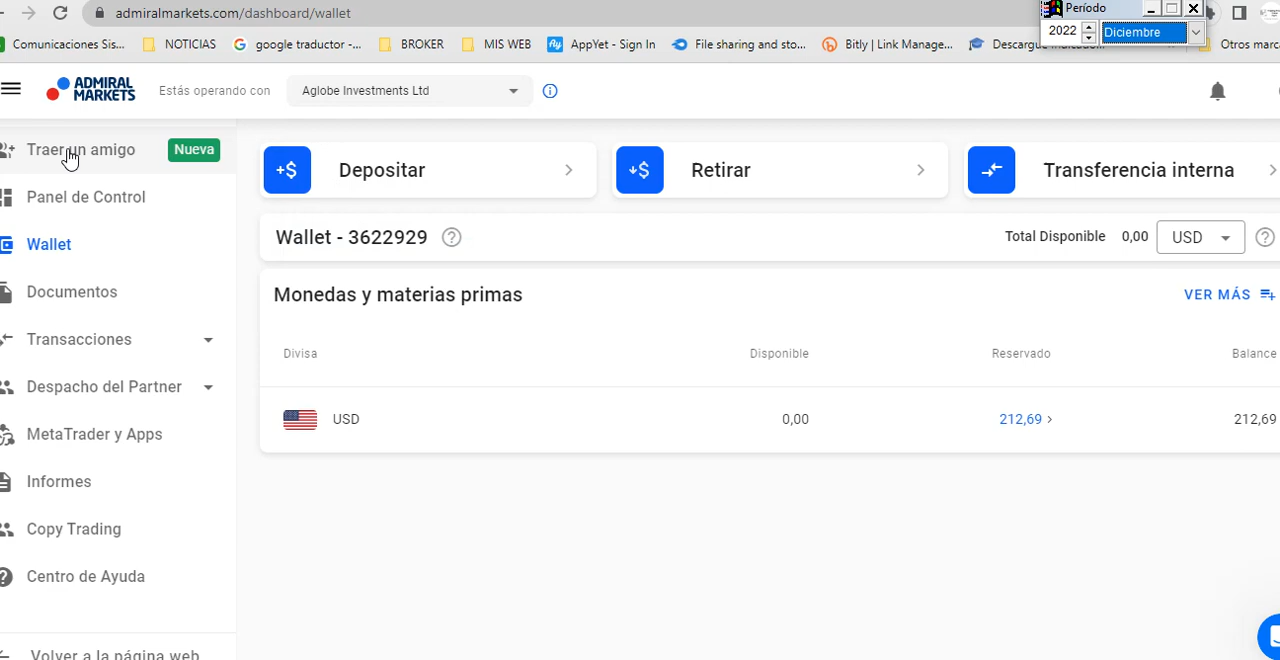 Período
2022 Diciembre
admiralmarkets.com/dashboard/wallet
Comunicaciones Sis... NOTICIAS google traductor -... BROKER MIS WEB AppYet - Sign In File sharing and sto... Bitly | Link Manage... Otros marc
ADMIRAL
MARKETS
Estás operando con Aglobe Investments Ltd
Traer un amigo Nueva
Panel de Control
Wallet
Documentos
Transacciones
Despacho del Partner
MetaTrader y Apps
Informes
Copy Trading
Centro de Ayuda
Volver a la página web
+$ Depositar
$ Retirar
Transferencia interna
Wallet - 3622929 Total Disponible 0,00 USD
Monedas y materias primas VER MÁS
Divisa Disponible Reservado Balance
USD 0,00 212,69 > 212,69